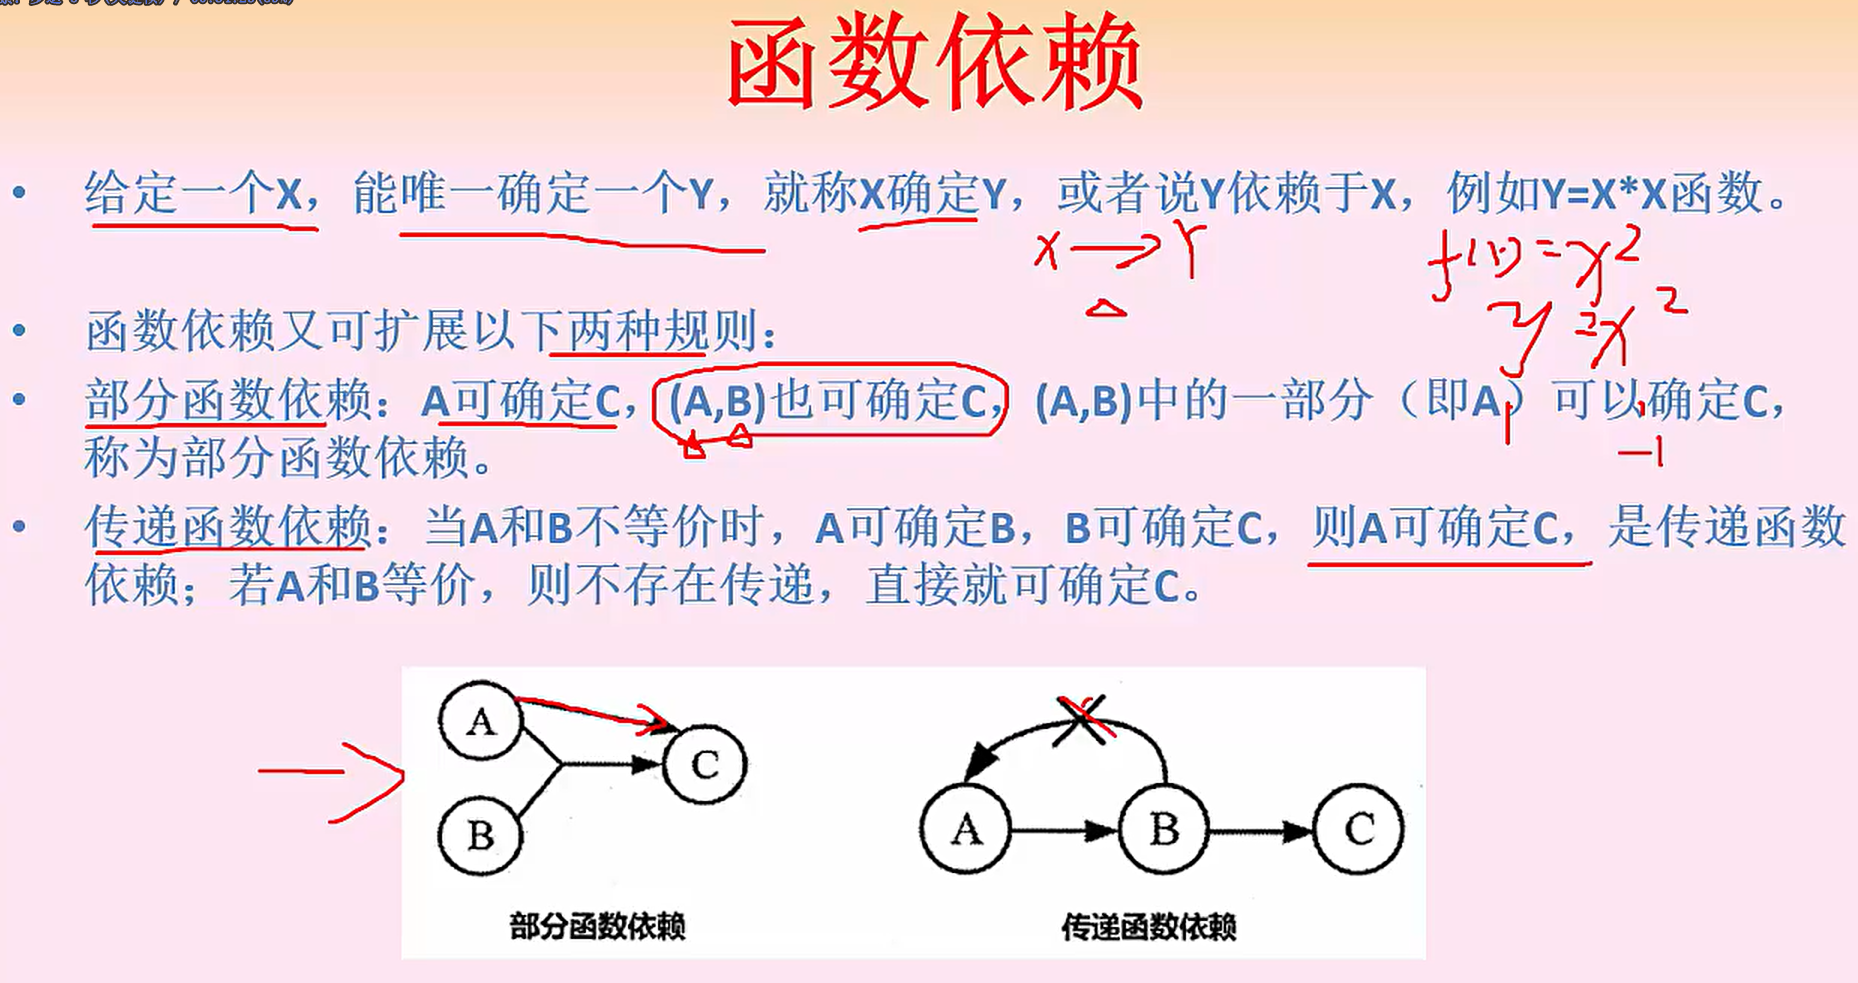 函数依赖
• 给定一个X，能唯一确定一个Y，就称X确定Y，或者说Y依赖于X，例如Y=X*X函数。
X → Y
f(x)=x²
y=x²
• 函数依赖又可扩展以下两种规则：
• 部分函数依赖：A可确定C，(A,B)也可确定C，(A,B)中的一部分（即A）可以确定C，
称为部分函数依赖。
1
-1
• 传递函数依赖：当A和B不等价时，A可确定B，B可确定C，则A可确定C，是传递函数
依赖；若A和B等价，则不存在传递，直接就可确定C。
A
C
B
A B C
部分函数依赖
传递函数依赖